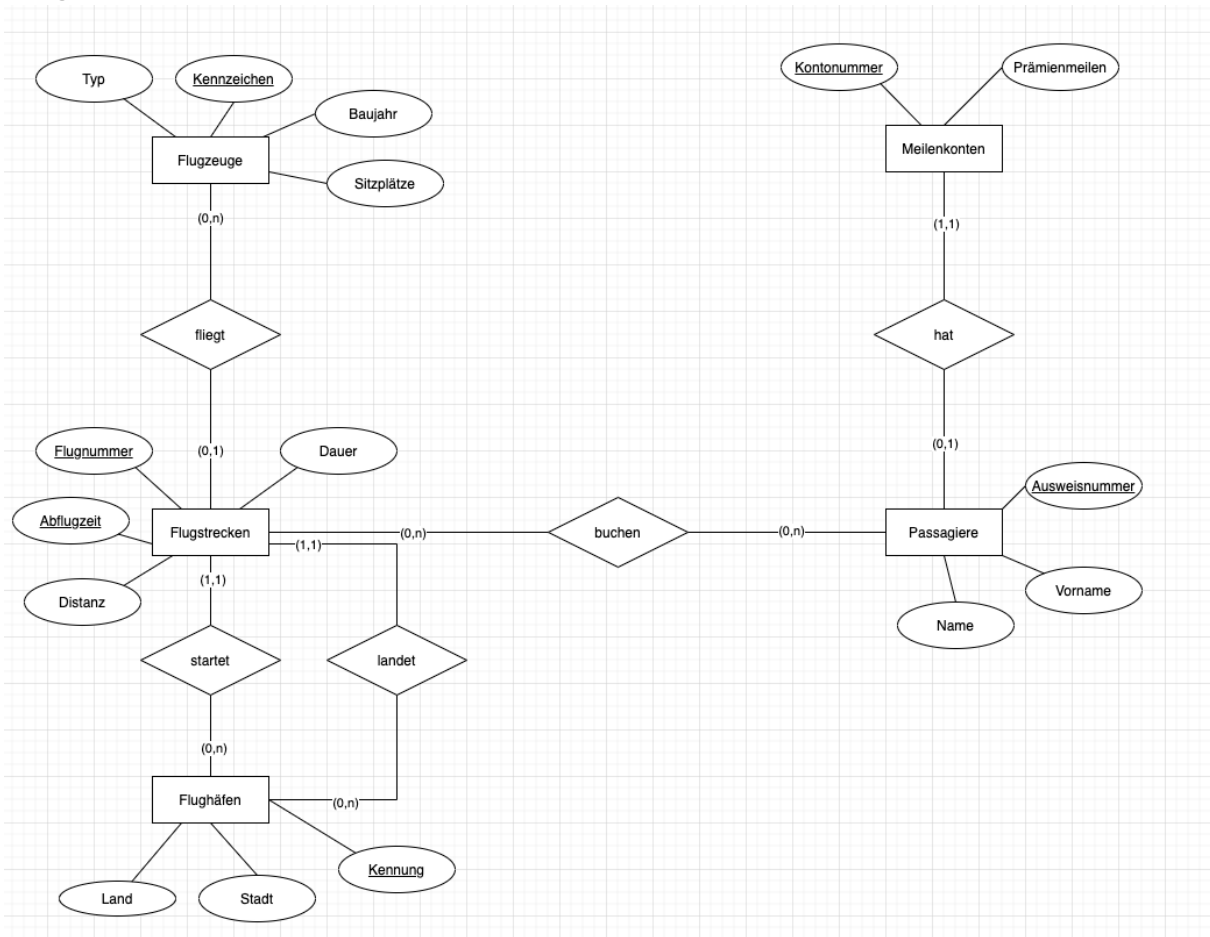 Typ
Kennzeichen
Baujahr
Flugzeuge
Sitzplätze
(0,n)
fliegt
(0,1)
Flugnummer
Dauer
Abflugzeit
Flugstrecken
Distanz
(0,n)
buchen
(0,n)
(1,1)
(1,1)
startet
landet
(0,n)
(0,n)
Flughäfen
Kennung
Land
Stadt
Kontonummer
Prämienmeilen
Meilenkonten
(1,1)
hat
(0,1)
Ausweisnummer
Passagiere
Vorname
Name